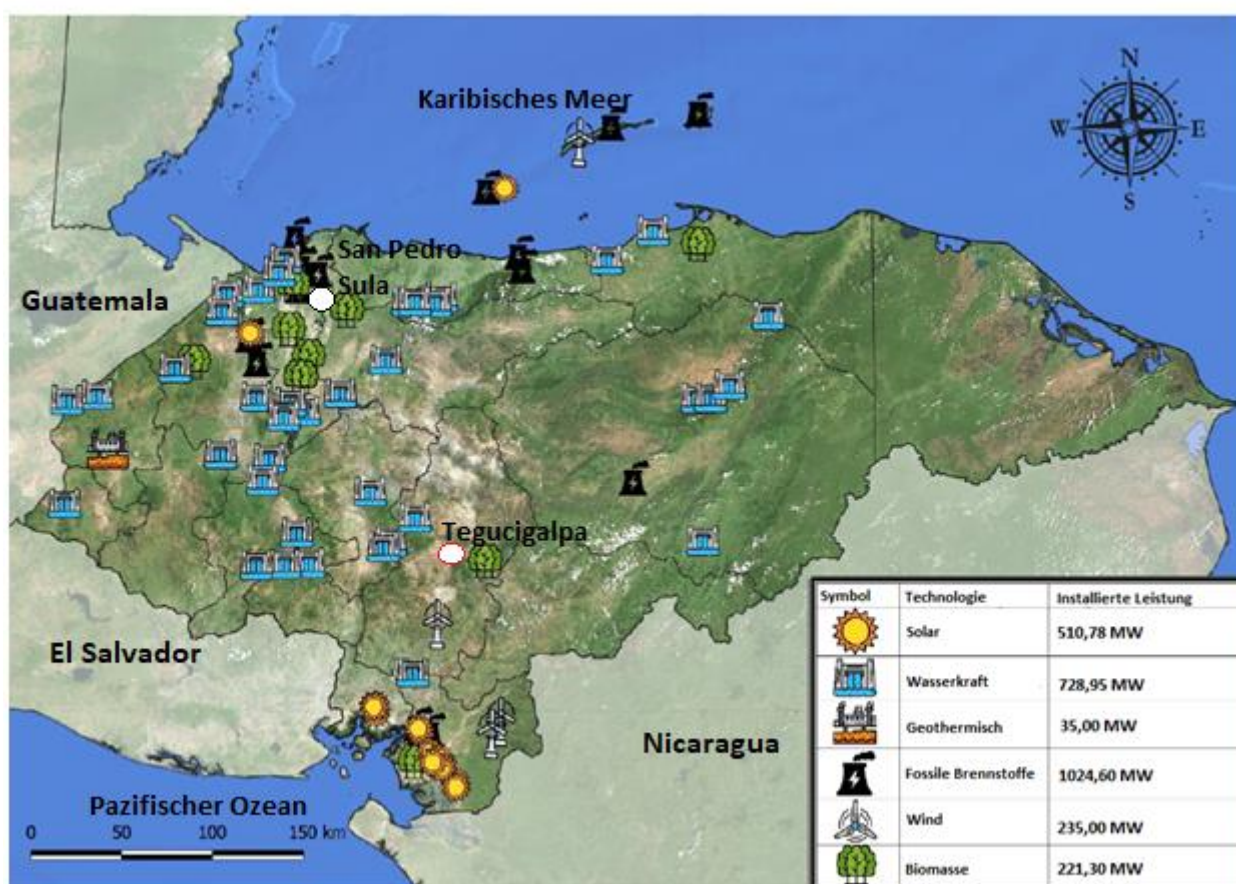 Karibisches Meer
N
W
E
S
San Pedro
Sula
Guatemala
Tegucigalpa
El Salvador
Nicaragua
Pazifischer Ozean
0 50 100 150 km
Symbol Technologie Installierte Leistung
Solar 510,78 MW
Wasserkraft 728,95 MW
Geothermisch 35,00 MW
Fossile Brennstoffe 1024,60 MW
Wind 235,00 MW
Biomasse 221,30 MW